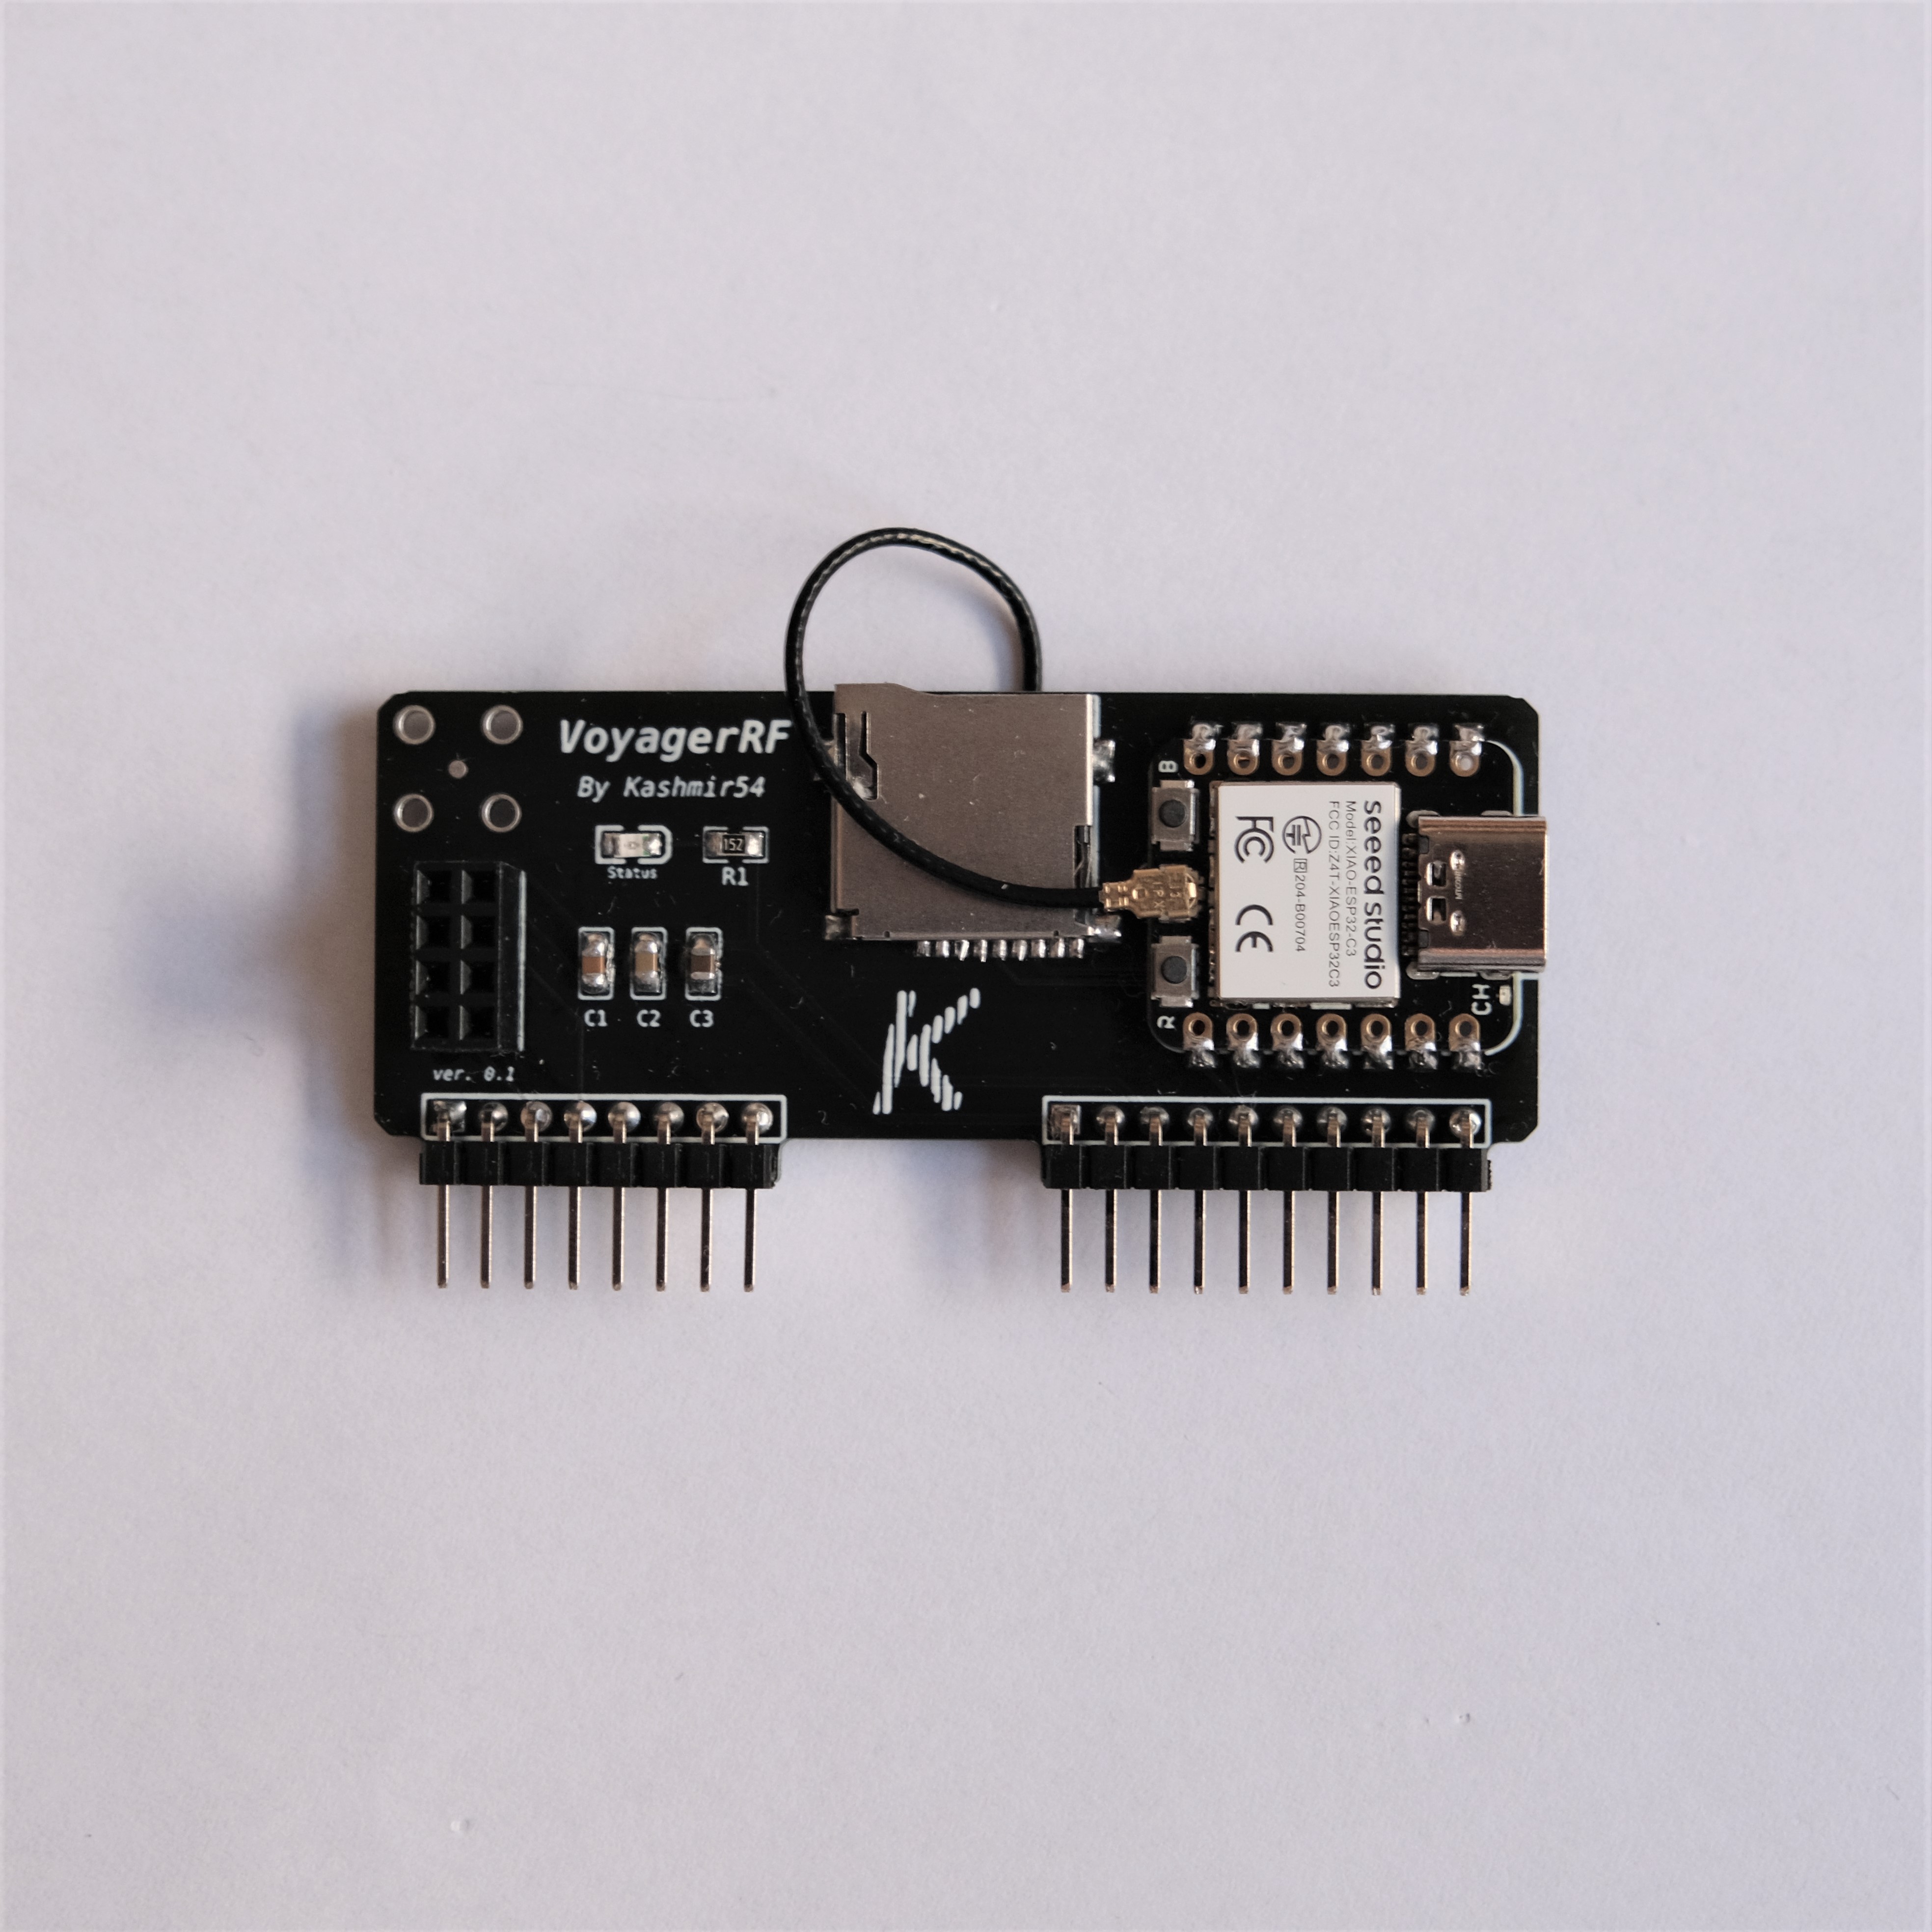 VoyagerRF
By Kashmir54
Status
152
R1
C1 C2 C3
ver. 0.1
K
B
R
seeed studio
Model:XIAO-ESP32-C3
FCC ID:Z4T-XIAOESP32C3
R 204-B00704
FC
CE
CH